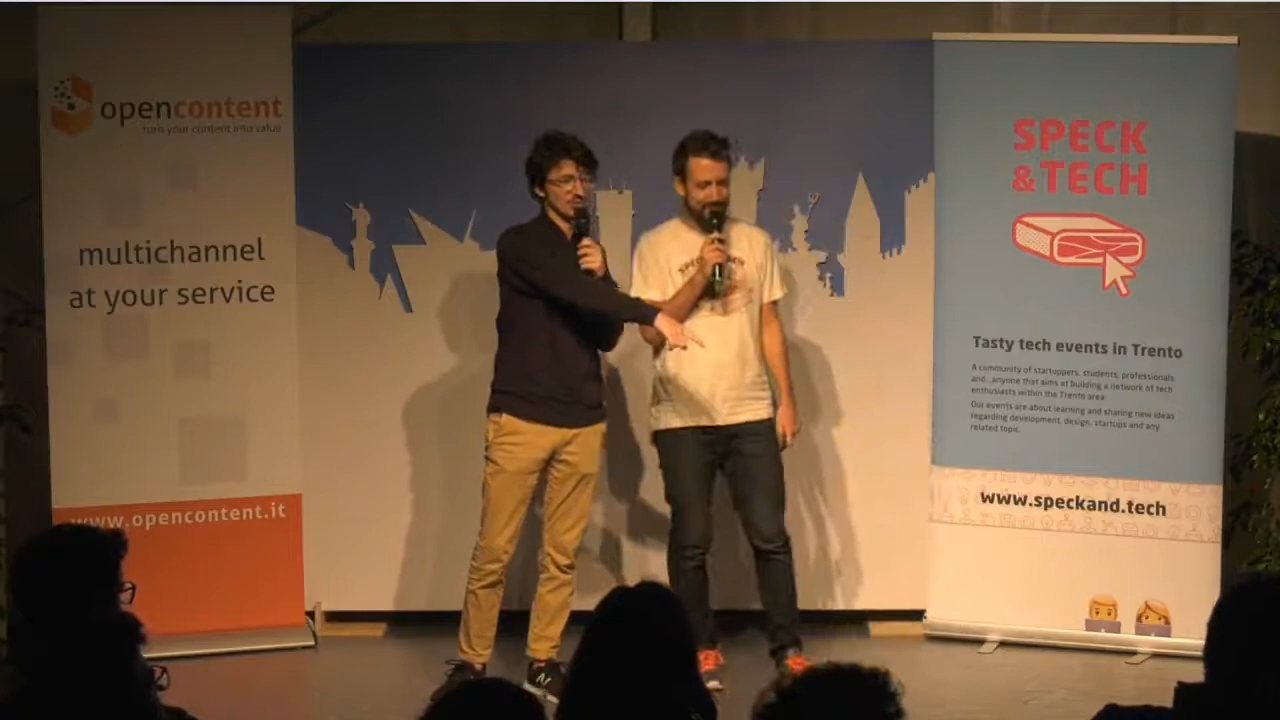 opencontent
turn your content into value
multichannel
at your service
www.opencontent.it
SPECK
&TECH
SPECK
Tasty tech events in Trento
A community of startuppers, students, professionals
and...anyone that aims at building a network of tech
enthusiasts within the Trento area.
Our events are about learning and sharing new ideas
regarding development, design, startups and any
related topic.
www.speckand.tech
N